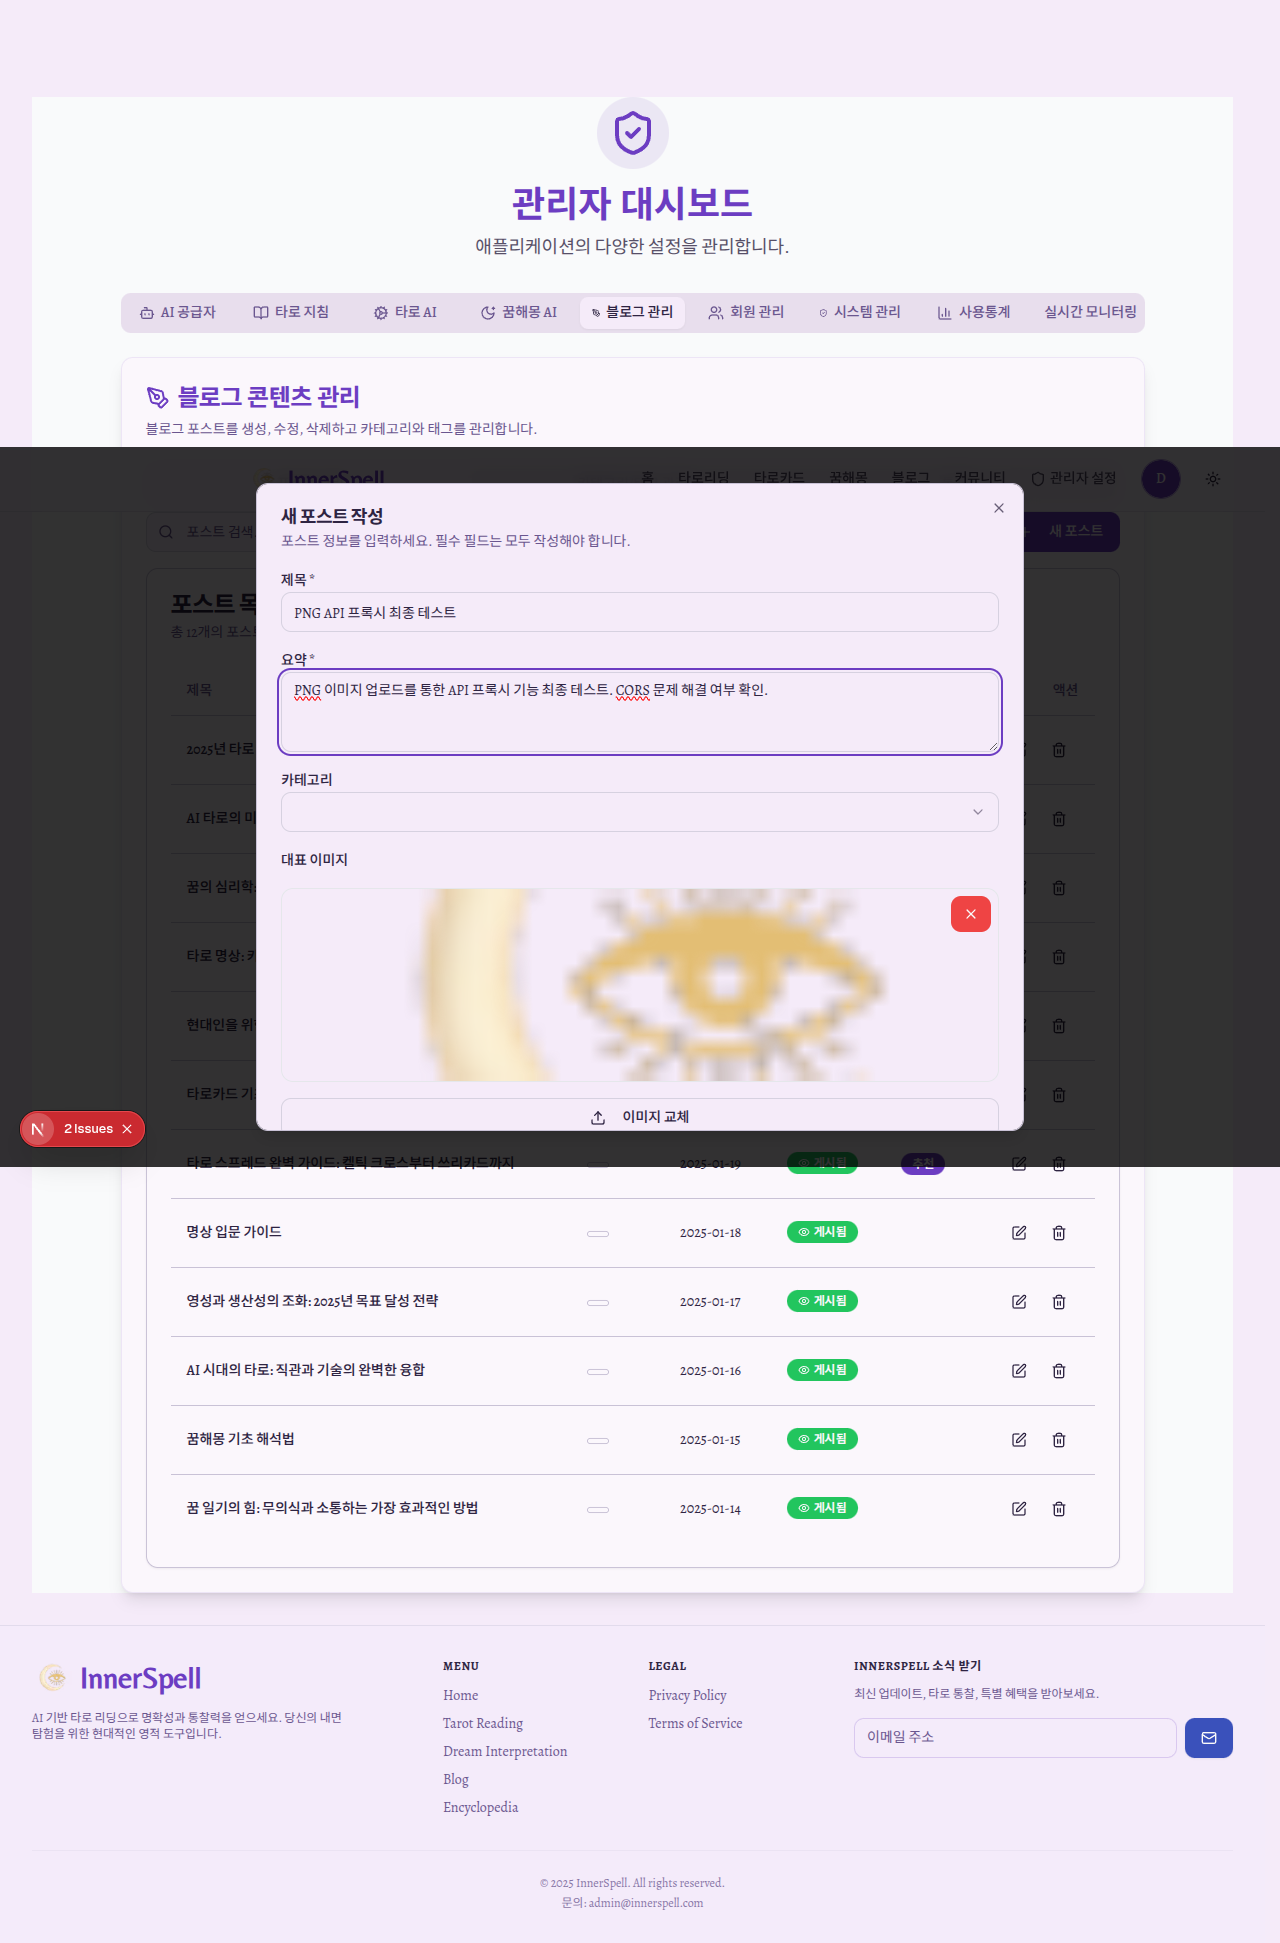 관리자 대시보드
애플리케이션의 다양한 설정을 관리합니다.
AI 공급자 타로 지침 타로 AI 꿈해몽 AI 블로그 관리 회원 관리 시스템 관리 사용통계 실시간 모니터링
블로그 콘텐츠 관리
블로그 포스트를 생성, 수정, 삭제하고 카테고리와 태그를 관리합니다.
InnerSpell 홈 타로리딩 타로카드 꿈해몽 블로그 커뮤니티 관리자 설정 D
포스트 검색 새 포스트
포스트 목
총 12개의 포스
제목 액션
2025년 타로
AI 타로의
꿈의 심리학
타로 명상:
현대인을
타로카드
새 포스트 작성
포스트 정보를 입력하세요. 필수 필드는 모두 작성해야 합니다.
제목 *
PNG API 프록시 최종 테스트
요약 *
PNG 이미지 업로드를 통한 API 프록시 기능 최종 테스트. CORS 문제 해결 여부 확인.
카테고리
대표 이미지
이미지 교체
N 2 Issues
타로 스프레드 완벽 가이드: 켈틱 크로스부터 쓰리카드까지 2025-01-19 게시됨 추천
명상 입문 가이드 2025-01-18 게시됨
영성과 생산성의 조화: 2025년 목표 달성 전략 2025-01-17 게시됨
AI 시대의 타로: 직관과 기술의 완벽한 융합 2025-01-16 게시됨
꿈해몽 기초 해석법 2025-01-15 게시됨
꿈 일기의 힘: 무의식과 소통하는 가장 효과적인 방법 2025-01-14 게시됨
InnerSpell
AI 기반 타로 리딩으로 명확성과 통찰력을 얻으세요. 당신의 내면
탐험을 위한 현대적인 영적 도구입니다.
MENU
Home
Tarot Reading
Dream Interpretation
Blog
Encyclopedia
LEGAL
Privacy Policy
Terms of Service
INNERSPELL 소식 받기
최신 업데이트, 타로 통찰, 특별 혜택을 받아보세요.
이메일 주소
© 2025 InnerSpell. All rights reserved.
문의: admin@innerspell.com